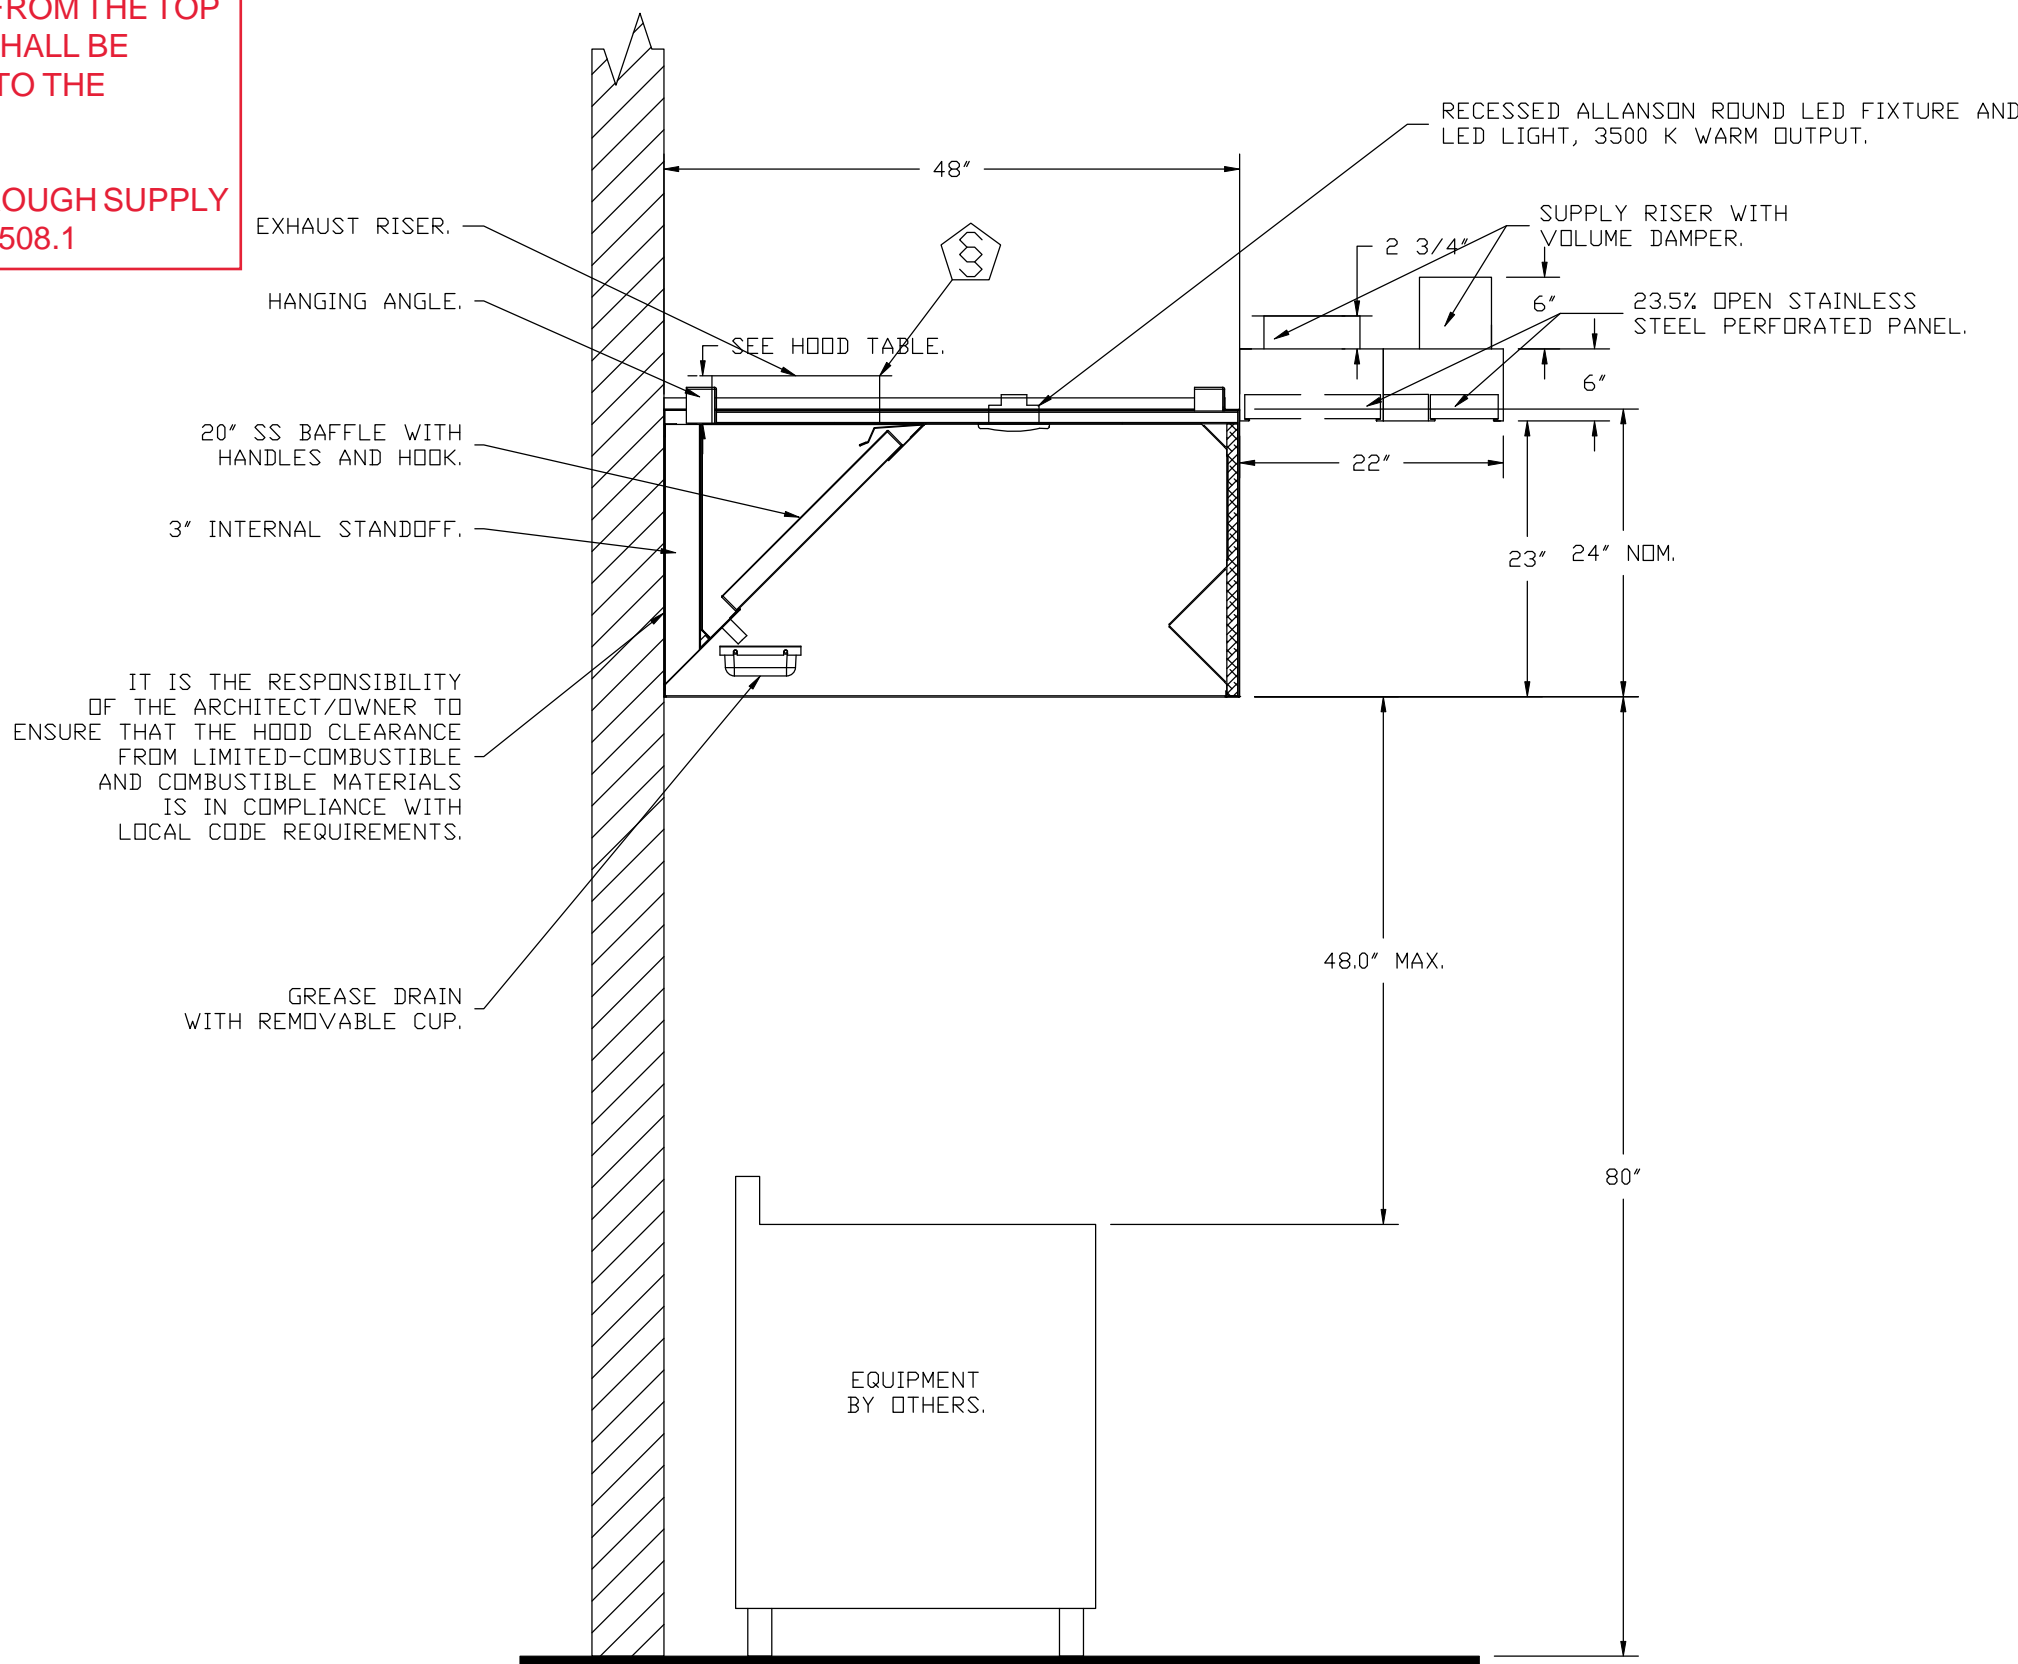 FROM THE TOP
HALL BE
TO THE
OUGH SUPPLY
508.1
RECESSED ALLANSON ROUND LED FIXTURE AND
LED LIGHT, 3500 K WARM OUTPUT.
48"
SUPPLY RISER WITH
VOLUME DAMPER.
EXHAUST RISER.
2 3/4"
HANGING ANGLE.
6"
23.5% OPEN STAINLESS
STEEL PERFORATED PANEL.
SEE HOOD TABLE.
6"
20" SS BAFFLE WITH
HANDLES AND HOOK.
22"
3" INTERNAL STANDOFF.
23"
24" NOM.
IT IS THE RESPONSIBILITY
OF THE ARCHITECT/OWNER TO
ENSURE THAT THE HOOD CLEARANCE
FROM LIMITED-COMBUSTIBLE
AND COMBUSTIBLE MATERIALS
IS IN COMPLIANCE WITH
LOCAL CODE REQUIREMENTS.
48.0" MAX.
GREASE DRAIN
WITH REMOVABLE CUP.
80"
EQUIPMENT
BY OTHERS.